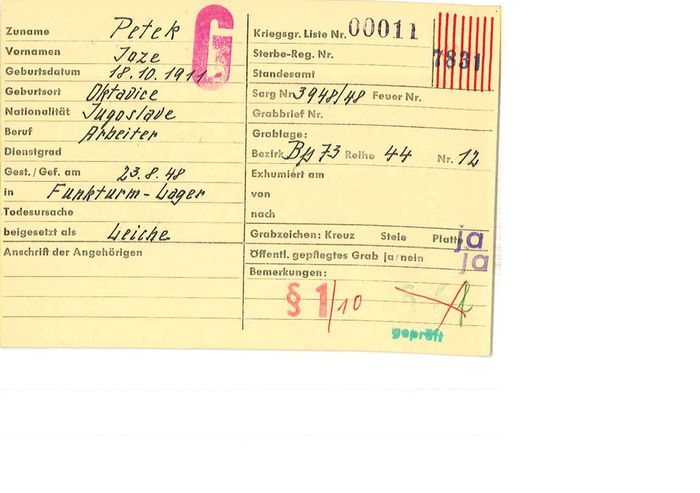 Zuname Petek
Vornamen Joze
Geburtsdatum 18.10.1911
Geburtsort Oktavice
Nationalität Jugoslave
Beruf Arbeiter
Dienstgrad
Gest./Gef. am 23.8.48
in Funkturm-Lager
Todesursache
beigesetzt als Leiche
Anschrift der Angehörigen
G
Kriegsgr. Liste Nr. 00011
7831
Sterbe-Reg. Nr.
Standesamt
Sarg Nr. 3948/48 Feuer Nr.
Grabbrief Nr.
Grablage:
Bezirk Bp 73 Reihe 44 Nr. 12
Exhumiert am
von
nach
Grabzeichen: Kreuz Stele Platte ja
Öffentl. gepflegtes Grab ja/nein ja
Bemerkungen:
§ 1/10
geprüft